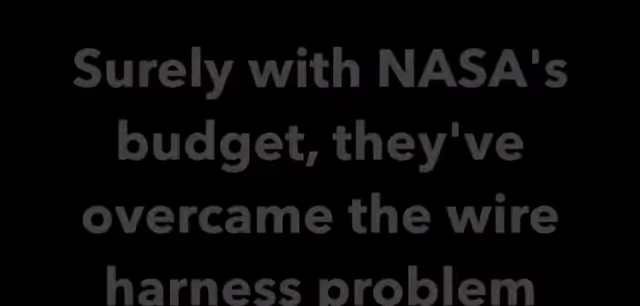 Surely with NASA's
budget, they've
overcame the wire
harness problem